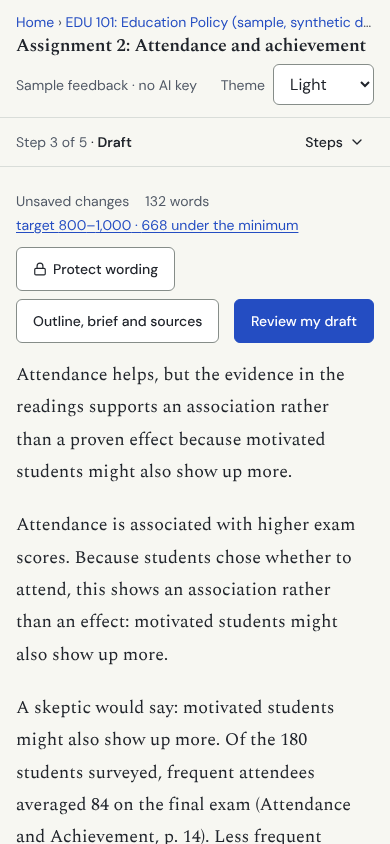 Home › EDU 101: Education Policy (sample, synthetic d…
Assignment 2: Attendance and achievement
Sample feedback · no AI key Theme Light
Step 3 of 5 · Draft Steps
Unsaved changes 132 words
target 800–1,000 · 668 under the minimum
Protect wording
Outline, brief and sources Review my draft
Attendance helps, but the evidence in the
readings supports an association rather
than a proven effect because motivated
students might also show up more.
Attendance is associated with higher exam
scores. Because students chose whether to
attend, this shows an association rather
than an effect: motivated students might
also show up more.
A skeptic would say: motivated students
might also show up more. Of the 180
students surveyed, frequent attendees
averaged 84 on the final exam (Attendance
and Achievement, p. 14). Less frequent